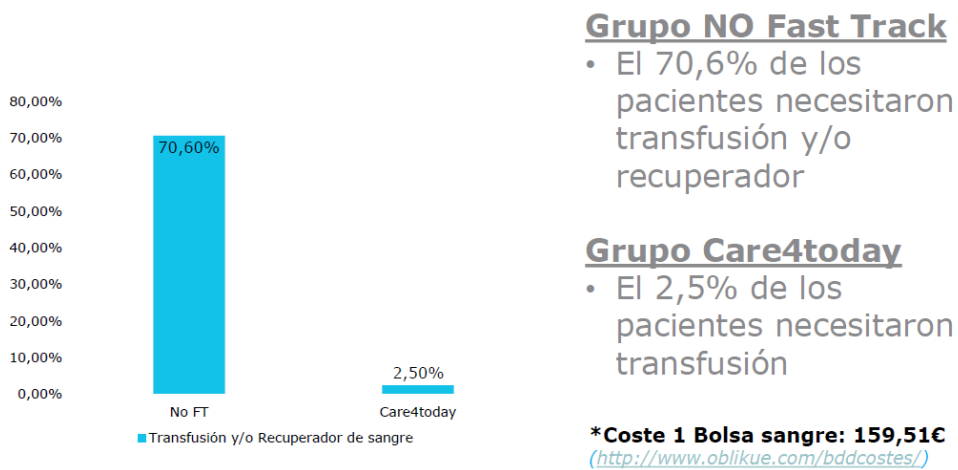 80,00%
70,00%
60,00%
50,00%
40,00%
30,00%
20,00%
10,00%
0,00%
70,60%
2,50%
No FT
Care4today
Transfusión y/o Recuperador de sangre
Grupo NO Fast Track
• El 70,6% de los
pacientes necesitaron
transfusión y/o
recuperador
Grupo Care4today
• El 2,5% de los
pacientes necesitaron
transfusión
*Coste 1 Bolsa sangre: 159,51€
(http://www.oblikue.com/bddcostes/)